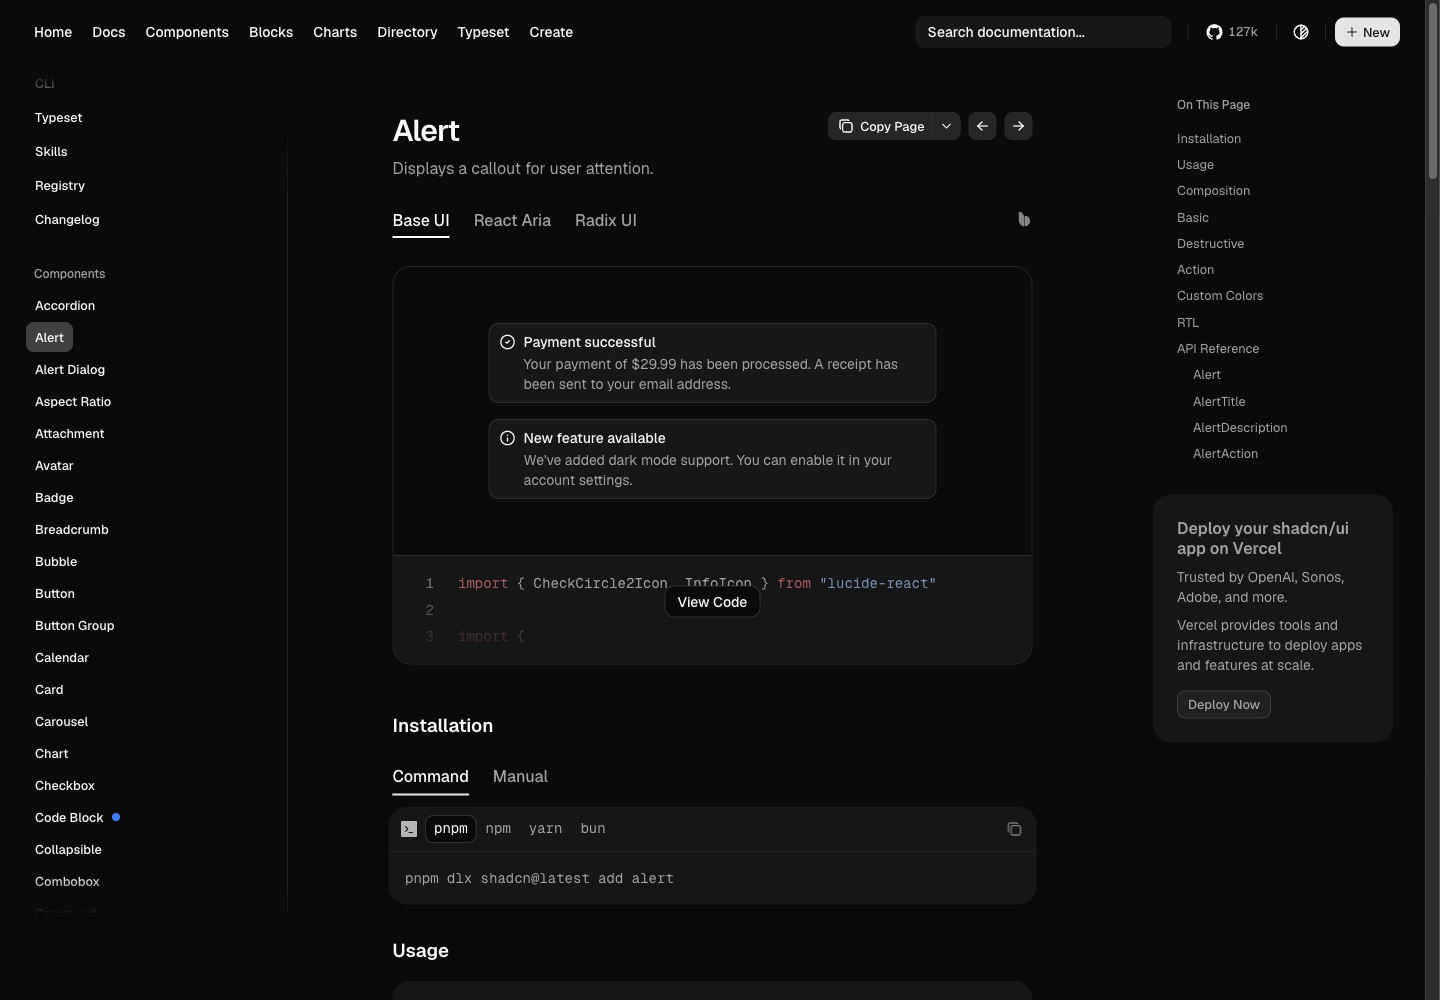 Home Docs Components Blocks Charts Directory Typeset Create
Search documentation...
127k
New
CLI
Typeset
Skills
Registry
Changelog
Components
Accordion
Alert
Alert Dialog
Aspect Ratio
Attachment
Avatar
Badge
Breadcrumb
Bubble
Button
Button Group
Calendar
Card
Carousel
Chart
Checkbox
Code Block
Collapsible
Combobox
Alert
Copy Page
Displays a callout for user attention.
Base UI React Aria Radix UI
Payment successful
Your payment of $29.99 has been processed. A receipt has
been sent to your email address.
New feature available
We've added dark mode support. You can enable it in your
account settings.
1 import { CheckCircle2Icon, InfoIcon } from "lucide-react"
2
3 import {
View Code
Installation
Command Manual
pnpm npm yarn bun
pnpm dlx shadcn@latest add alert
Usage
On This Page
Installation
Usage
Composition
Basic
Destructive
Action
Custom Colors
RTL
API Reference
Alert
AlertTitle
AlertDescription
AlertAction
Deploy your shadcn/ui
app on Vercel
Trusted by OpenAI, Sonos,
Adobe, and more.
Vercel provides tools and
infrastructure to deploy apps
and features at scale.
Deploy Now